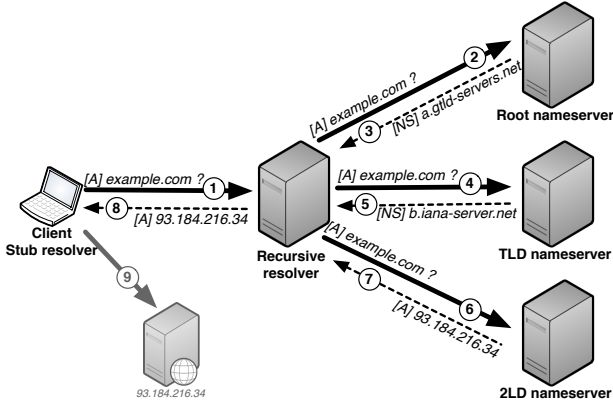 [A] example.com ?
2
3
[NS] a.gtld-servers.net
Root nameserver
[A] example.com ?
1
8
[A] 93.184.216.34
Client
Stub resolver
Recursive
resolver
[A] example.com ?
4
5
[NS] b.iana-server.net
TLD nameserver
[A] example.com ?
6
7
[A] 93.184.216.34
2LD nameserver
9
93.184.216.34